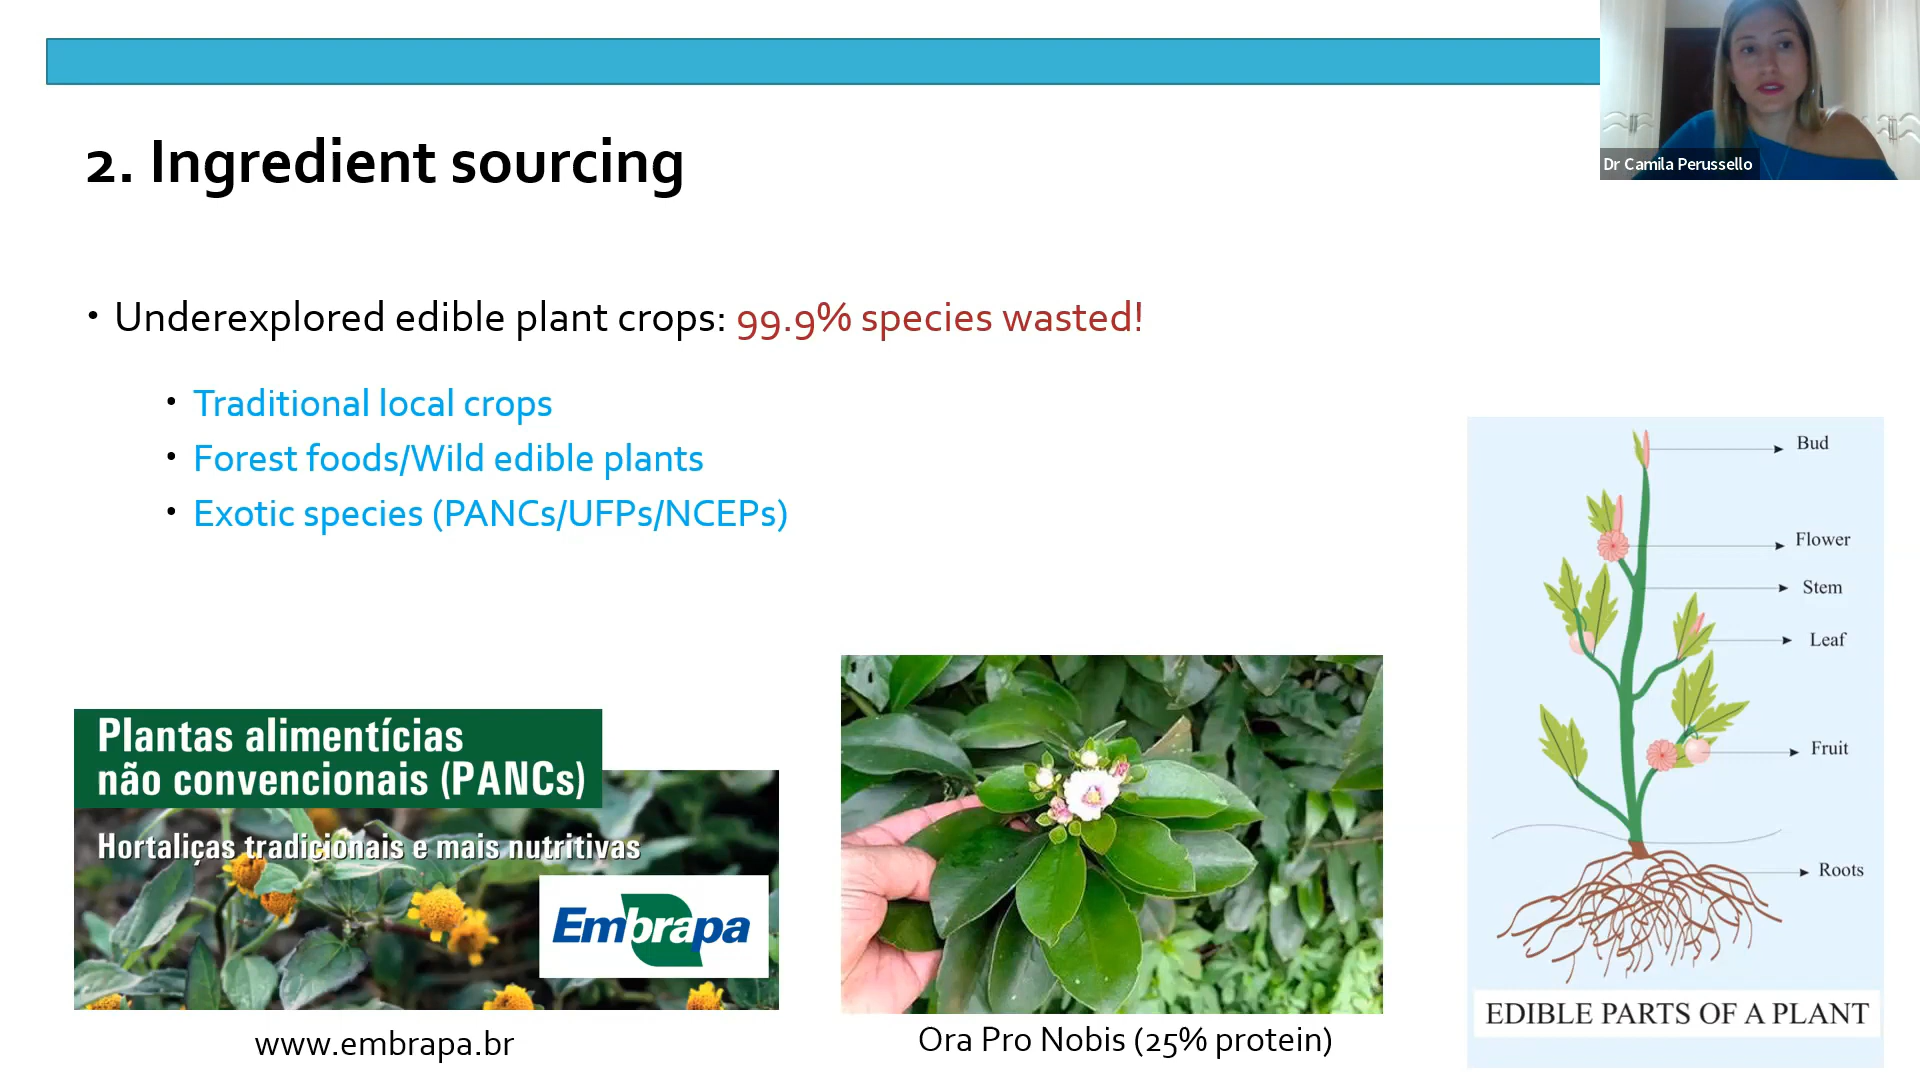 Dr Camila Perussello
2. Ingredient sourcing
• Underexplored edible plant crops: 99.9% species wasted!
• Traditional local crops
• Forest foods/Wild edible plants
• Exotic species (PANCs/UFPs/NCEPs)
Plantas alimentícias
não convencionais (PANCs)
Hortaliças tradicionais e mais nutritivas
Embrapa
www.embrapa.br
Ora Pro Nobis (25% protein)
Bud
Flower
Stem
Leaf
Fruit
Roots
EDIBLE PARTS OF A PLANT